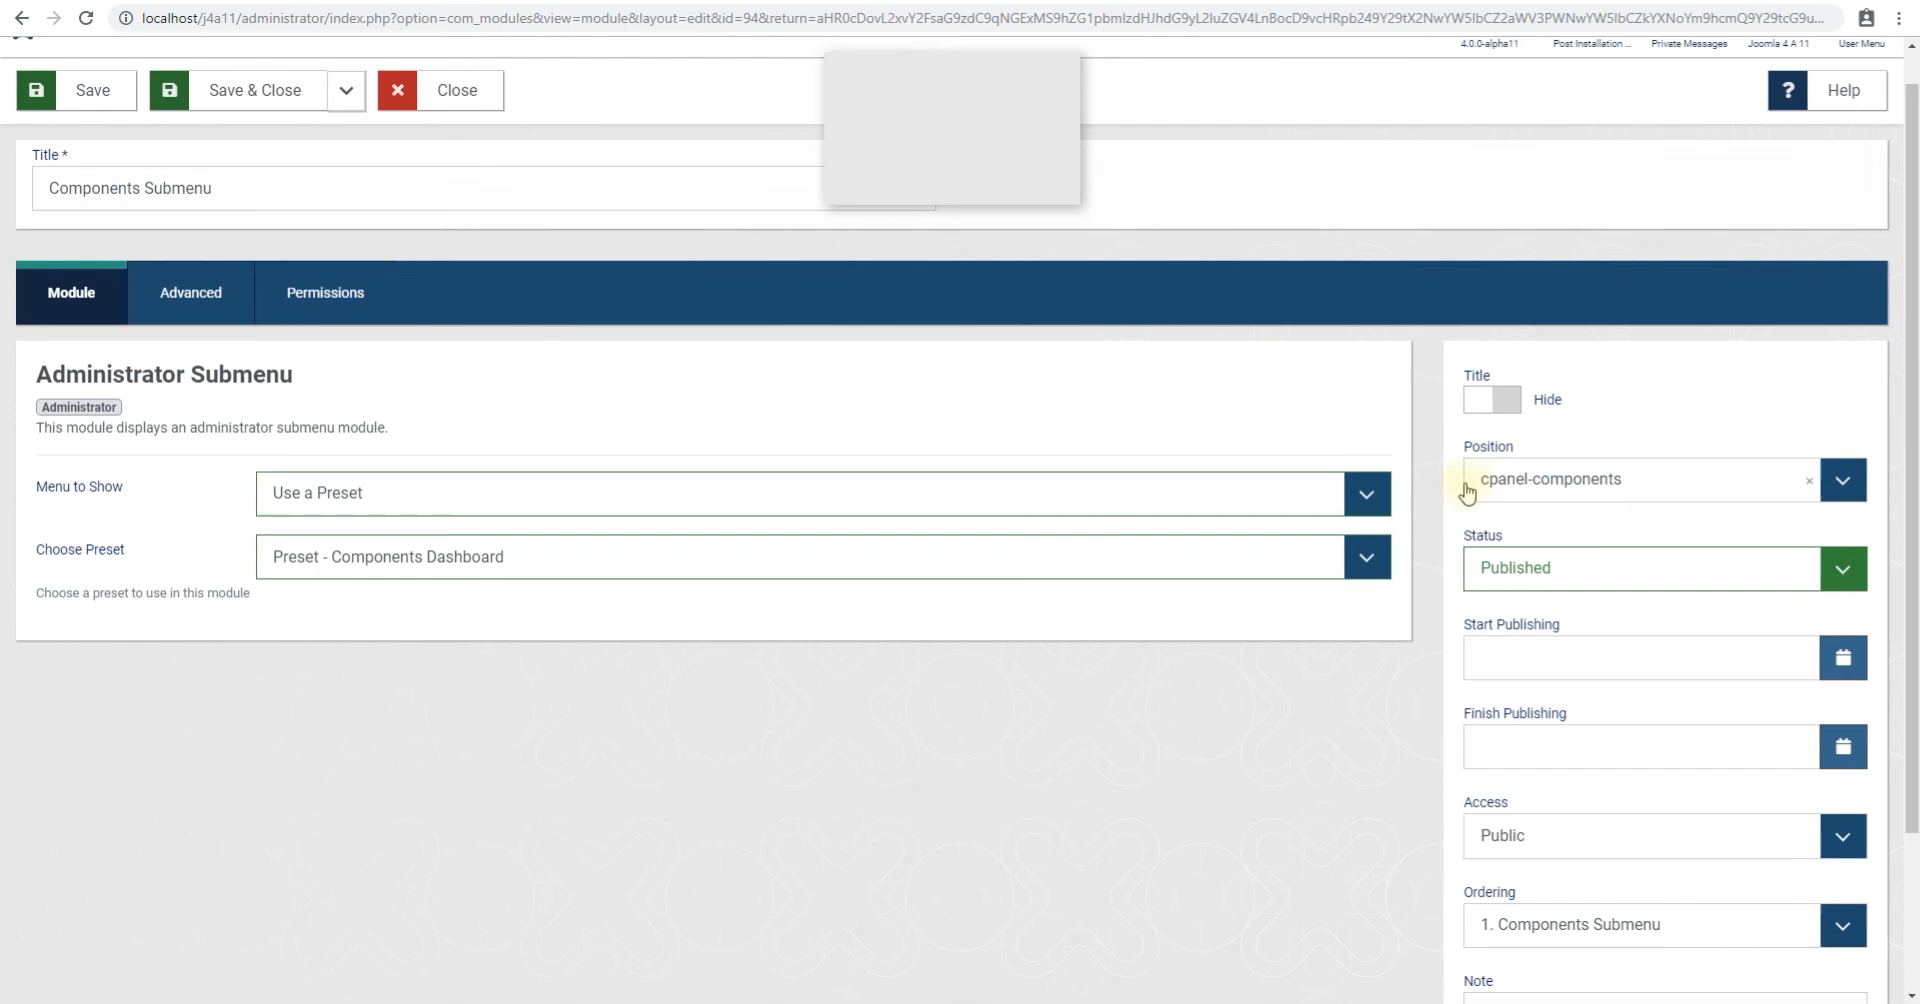 localhost/j4a11/administrator/index.php?option=com_modules&view=module&layout=edit&id=94&return=aHR0cDovL2xvY2FsaG9zdC9qNGExMS9hZG1pbmlzdHJhdG9yL2luZGV4LnBocD9vcHRpb249Y29tX2NwYW5lbCZ2aWV3PWNwYW5lbCZkYXNoYm9hcmQ9Y29tcG9u...
4.0.0-alpha11 Post Installation ... Private Messages Joomla 4 A 11 User Menu
Save Save & Close Close ? Help
Title *
Components Submenu
Module Advanced Permissions
Administrator Submenu
Administrator
This module displays an administrator submenu module.
Menu to Show Use a Preset
Choose Preset Preset - Components Dashboard
Choose a preset to use in this module
Title
Hide
Position
cpanel-components ×
Status
Published
Start Publishing
Finish Publishing
Access
Public
Ordering
1. Components Submenu
Note